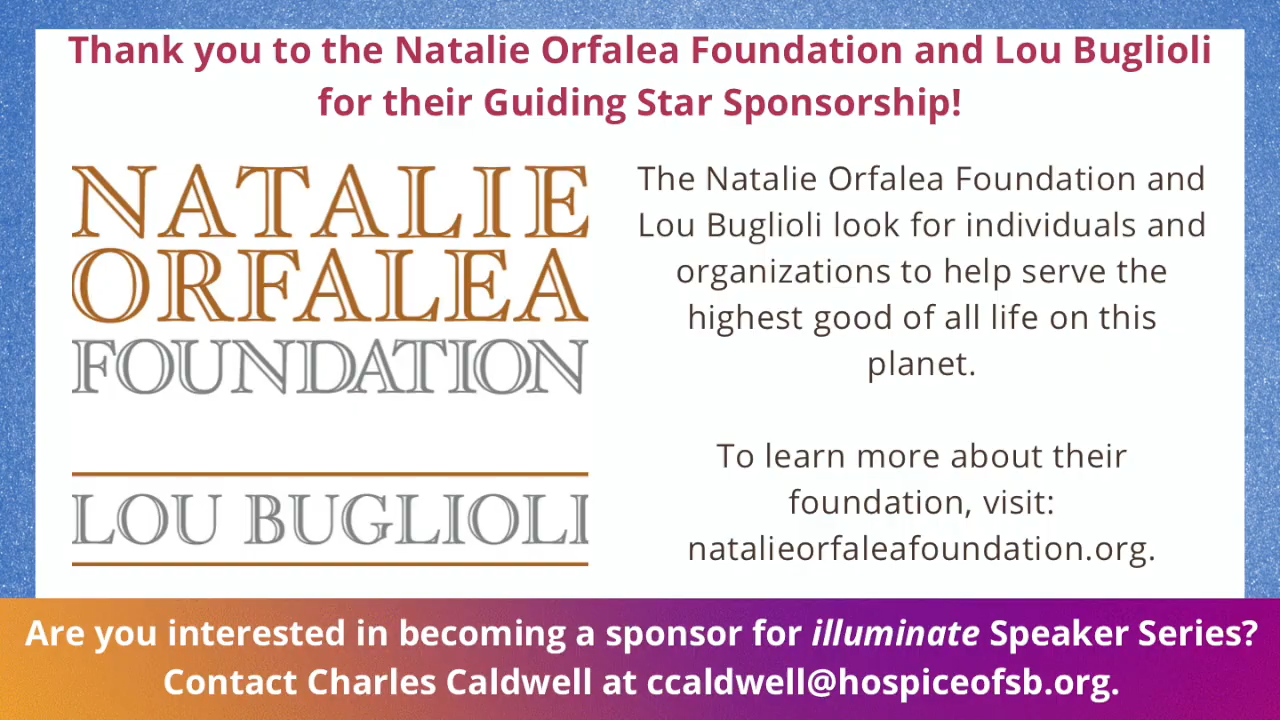 Thank you to the Natalie Orfalea Foundation and Lou Buglioli
for their Guiding Star Sponsorship!
NATALIE
ORFALEA
FOUNDATION
LOU BUGLIOLI
The Natalie Orfalea Foundation and
Lou Buglioli look for individuals and
organizations to help serve the
highest good of all life on this
planet.
To learn more about their
foundation, visit:
natalieorfaleafoundation.org.
Are you interested in becoming a sponsor for illuminate Speaker Series?
Contact Charles Caldwell at ccaldwell@hospiceofsb.org.